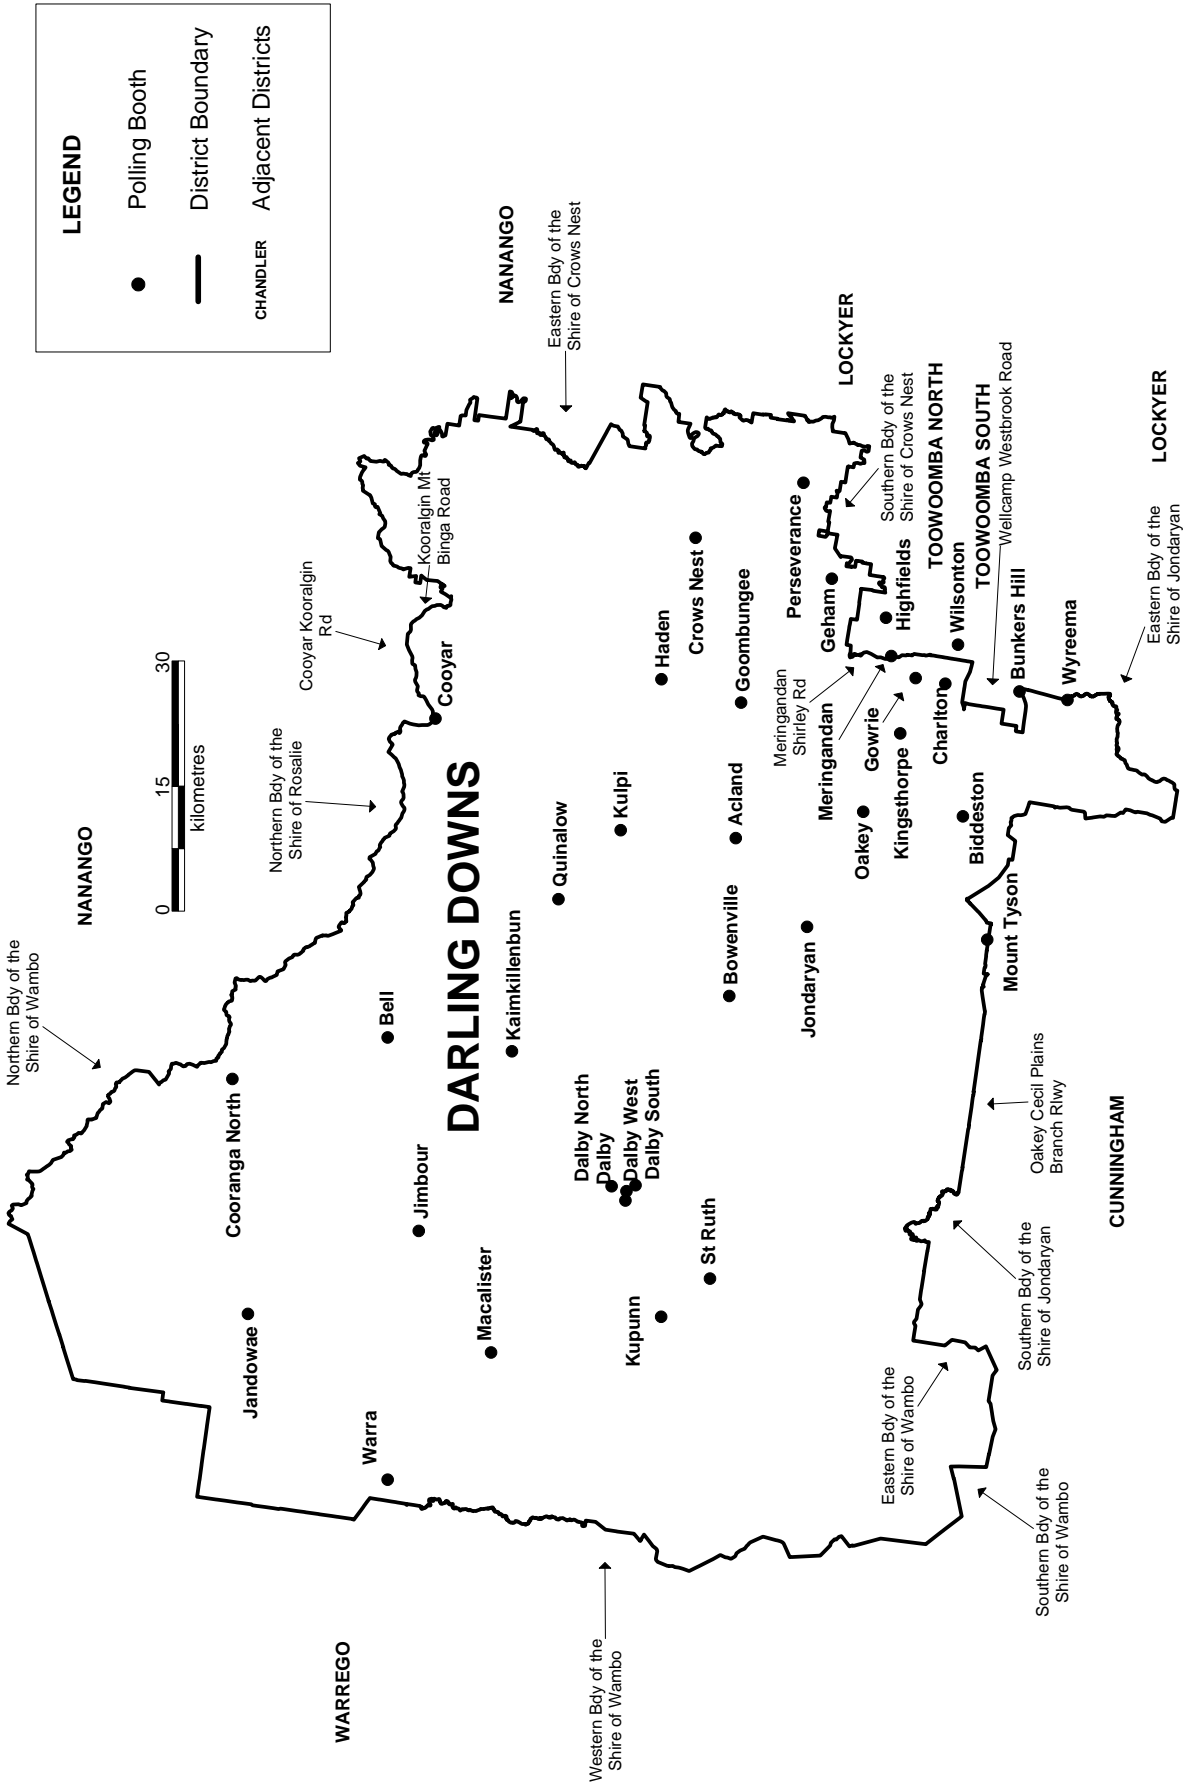 LEGEND
Polling Booth
District Boundary
CHANDLER
Adjacent Districts
NANANGO
Northern Bdy of the
Shire of Wambo
0
15
30
kilometres
Northern Bdy of the
Shire of Rosalie
Cooyar Kooralgin
Rd
Kooralgin Mt
Binga Road
NANANGO
Eastern Bdy of the
Shire of Crows Nest
WARREGO
DARLING DOWNS
Cooranga North
Jandowae
Warra
Bell
Jimbour
Cooyar
Macalister
Kaimkillenbun
Quinalow
Dalby North
Dalby
Dalby West
Dalby South
Kulpi
Kupunn
St Ruth
Haden
Crows Nest
Bowenville
Acland
Goombungee
Perseverance
Jondaryan
Geham
LOCKYER
Southern Bdy of the
Shire of Crows Nest
Meringandan
Shirley Rd
Meringandan
Highfields
Oakey
Gowrie
Kingsthorpe
Charlton
TOOWOOMBA NORTH
Wilsonton
TOOWOOMBA SOUTH
Wellcamp Westbrook Road
Biddeston
Bunkers Hill
Mount Tyson
Wyreema
LOCKYER
Eastern Bdy of the
Shire of Jondaryan
Western Bdy of the
Shire of Wambo
Eastern Bdy of the
Shire of Wambo
Southern Bdy of the
Shire of Wambo
Southern Bdy of the
Shire of Jondaryan
Oakey Cecil Plains
Branch Rlwy
CUNNINGHAM